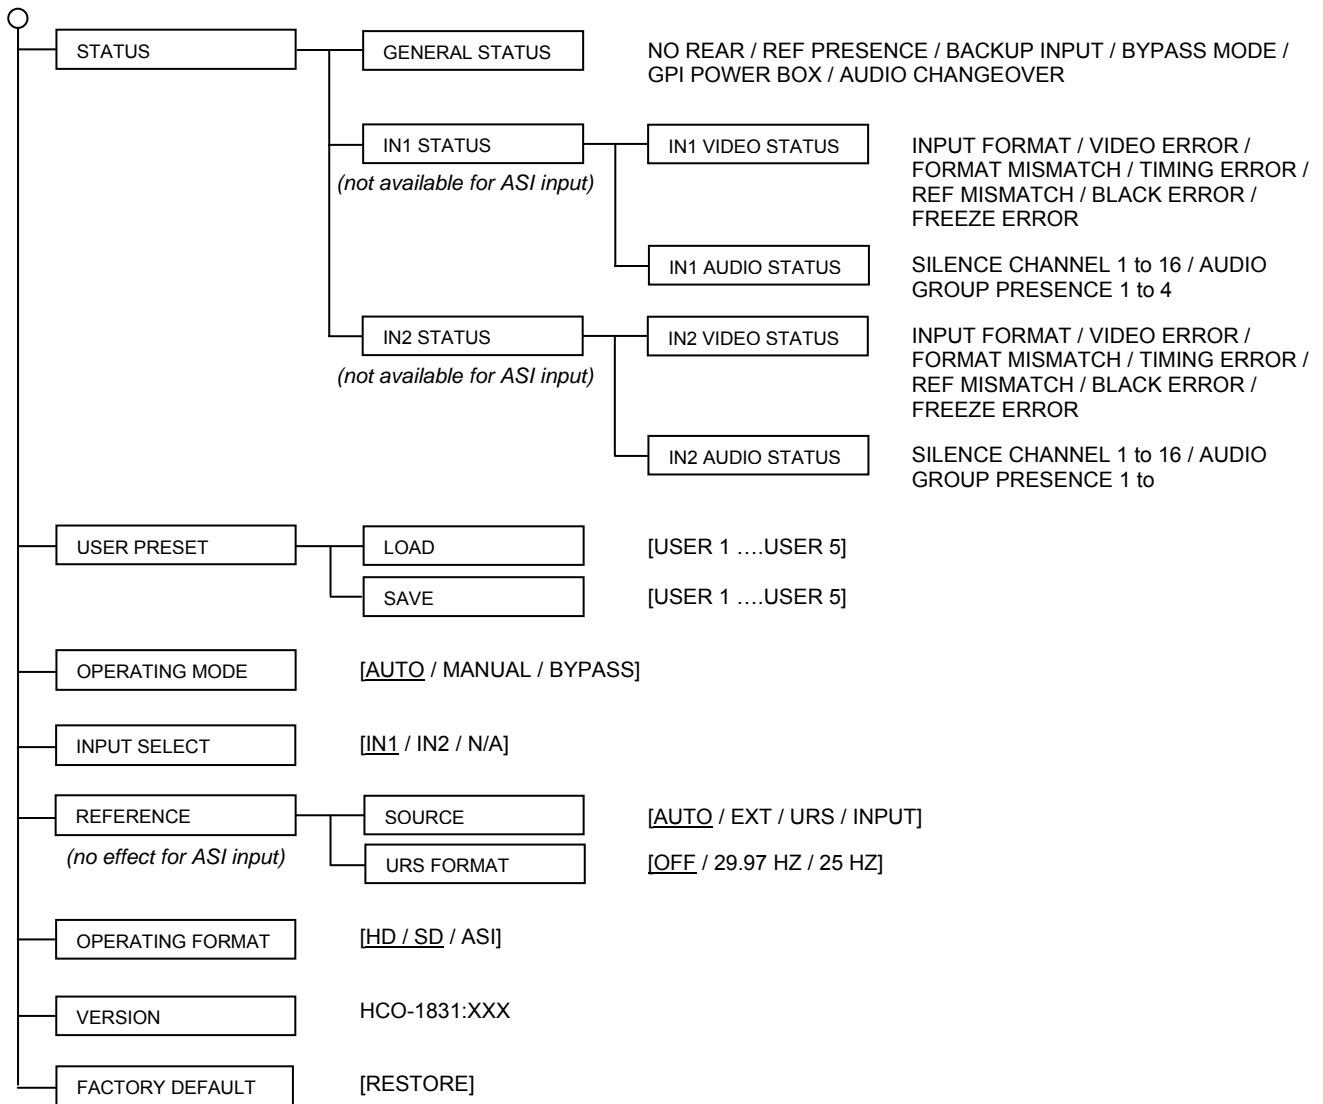 STATUS
GENERAL STATUS
NO REAR / REF PRESENCE / BACKUP INPUT / BYPASS MODE /
GPI POWER BOX / AUDIO CHANGEOVER
IN1 STATUS
(not available for ASI input)
IN1 VIDEO STATUS
INPUT FORMAT / VIDEO ERROR /
FORMAT MISMATCH / TIMING ERROR /
REF MISMATCH / BLACK ERROR /
FREEZE ERROR
IN1 AUDIO STATUS
SILENCE CHANNEL 1 to 16 / AUDIO
GROUP PRESENCE 1 to 4
IN2 STATUS
(not available for ASI input)
IN2 VIDEO STATUS
INPUT FORMAT / VIDEO ERROR /
FORMAT MISMATCH / TIMING ERROR /
REF MISMATCH / BLACK ERROR /
FREEZE ERROR
IN2 AUDIO STATUS
SILENCE CHANNEL 1 to 16 / AUDIO
GROUP PRESENCE 1 to
USER PRESET
LOAD
[USER 1 ….USER 5]
SAVE
[USER 1 ….USER 5]
OPERATING MODE
[AUTO / MANUAL / BYPASS]
INPUT SELECT
[IN1 / IN2 / N/A]
REFERENCE
(no effect for ASI input)
SOURCE
[AUTO / EXT / URS / INPUT]
URS FORMAT
[OFF / 29.97 HZ / 25 HZ]
OPERATING FORMAT
[HD / SD / ASI]
VERSION
HCO-1831:XXX
FACTORY DEFAULT
[RESTORE]